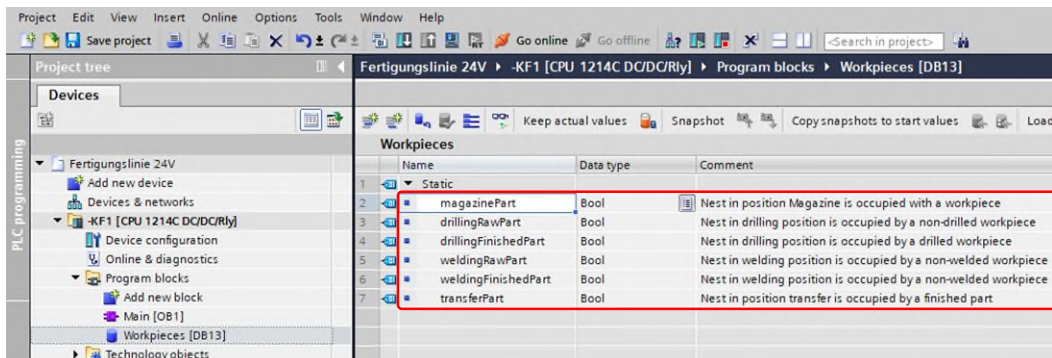 Project Edit View Insert Online Options Tools Window Help
Save project Go online Go offline <Search in project>
Project tree
Fertigungslinie 24V ▸ -KF1 [CPU 1214C DC/DC/Rly] ▸ Program blocks ▸ Workpieces [DB13]
Devices
Keep actual values Snapshot Copy snapshots to start values Load
Workpieces
Name Data type Comment
PLC programming
Fertigungslinie 24V
Add new device
Devices & networks
-KF1 [CPU 1214C DC/DC/Rly]
Device configuration
Online & diagnostics
Program blocks
Add new block
Main [OB1]
Workpieces [DB13]
Technology objects
1 Static
2 magazinePart Bool Nest in position Magazine is occupied with a workpiece
3 drillingRawPart Bool Nest in drilling position is occupied by a non-drilled workpiece
4 drillingFinishedPart Bool Nest in drilling position is occupied by a drilled workpiece
5 weldingRawPart Bool Nest in welding position is occupied by a non-welded workpiece
6 weldingFinishedPart Bool Nest in welding position is occupied by a non-welded workpiece
7 transferPart Bool Nest in position transfer is occupied by a finished part